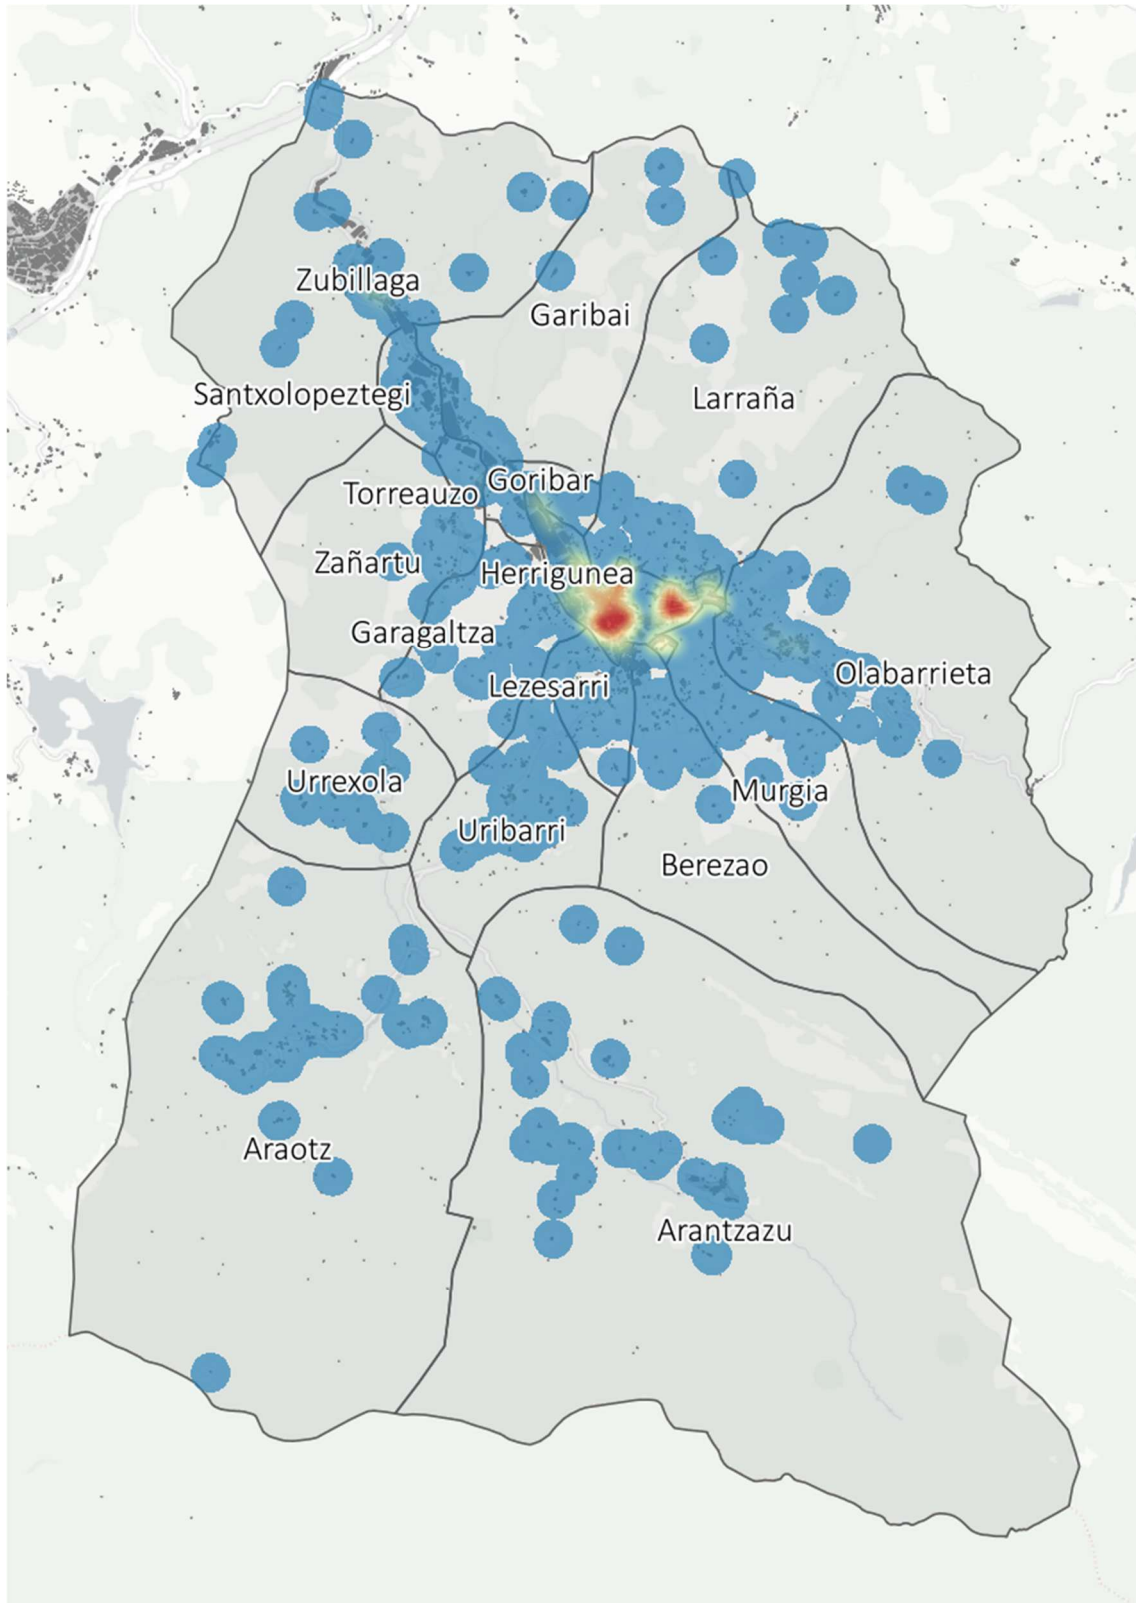 Zubillaga
Garibai
Santxolopeztegi
Larraña
Goribar
Torreauzo
Zañartu
Herrigunea
Garagaltza
Olabarrieta
Lezesarri
Urrexola
Murgia
Uribarri
Berezao
Araotz
Arantzazu